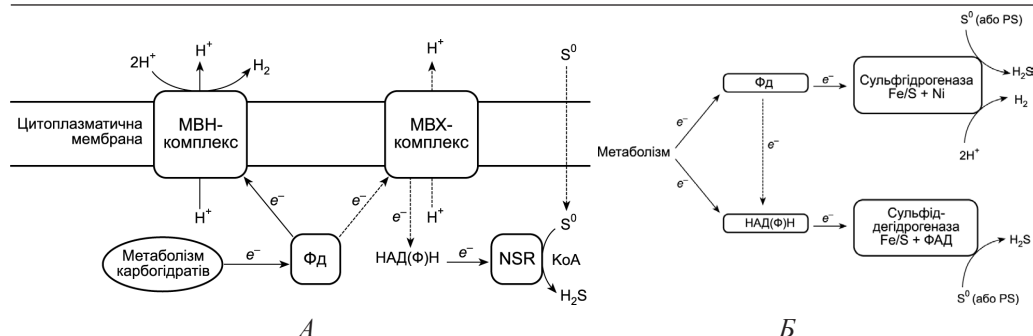 H⁺
2H⁺
H₂
МВН-
комплекс
H⁺
Цитоплазматична
мембрана
H⁺
МВХ-
комплекс
e⁻
H⁺
S⁰
S⁰
e⁻
e⁻
Метаболізм
карбогідратів
e⁻
Фд
НАД(Ф)Н
e⁻
NSR
КоА
H₂S
А
Метаболізм
e⁻
e⁻
Фд
e⁻
e⁻
НАД(Ф)Н
e⁻
Сульфгідрогеназа
Fe/S + Ni
S⁰ (або PS)
H₂S
H₂
2H⁺
Сульфід-
дегідрогеназа
Fe/S + ФАД
H₂S
S⁰ (або PS)
Б